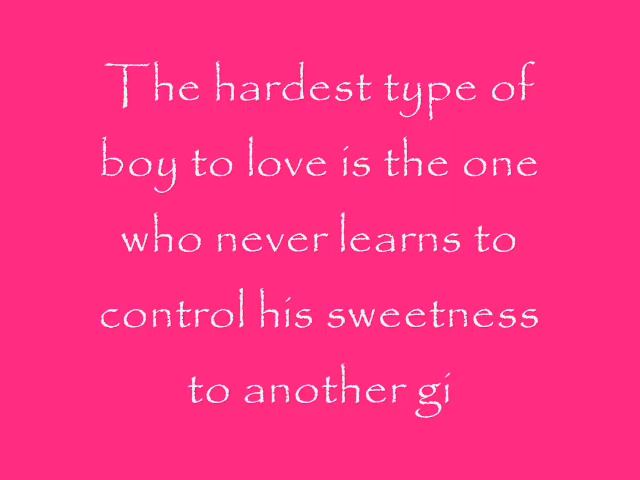 The hardest type of
boy to love is the one
who never learns to
control his sweetness
to another gi